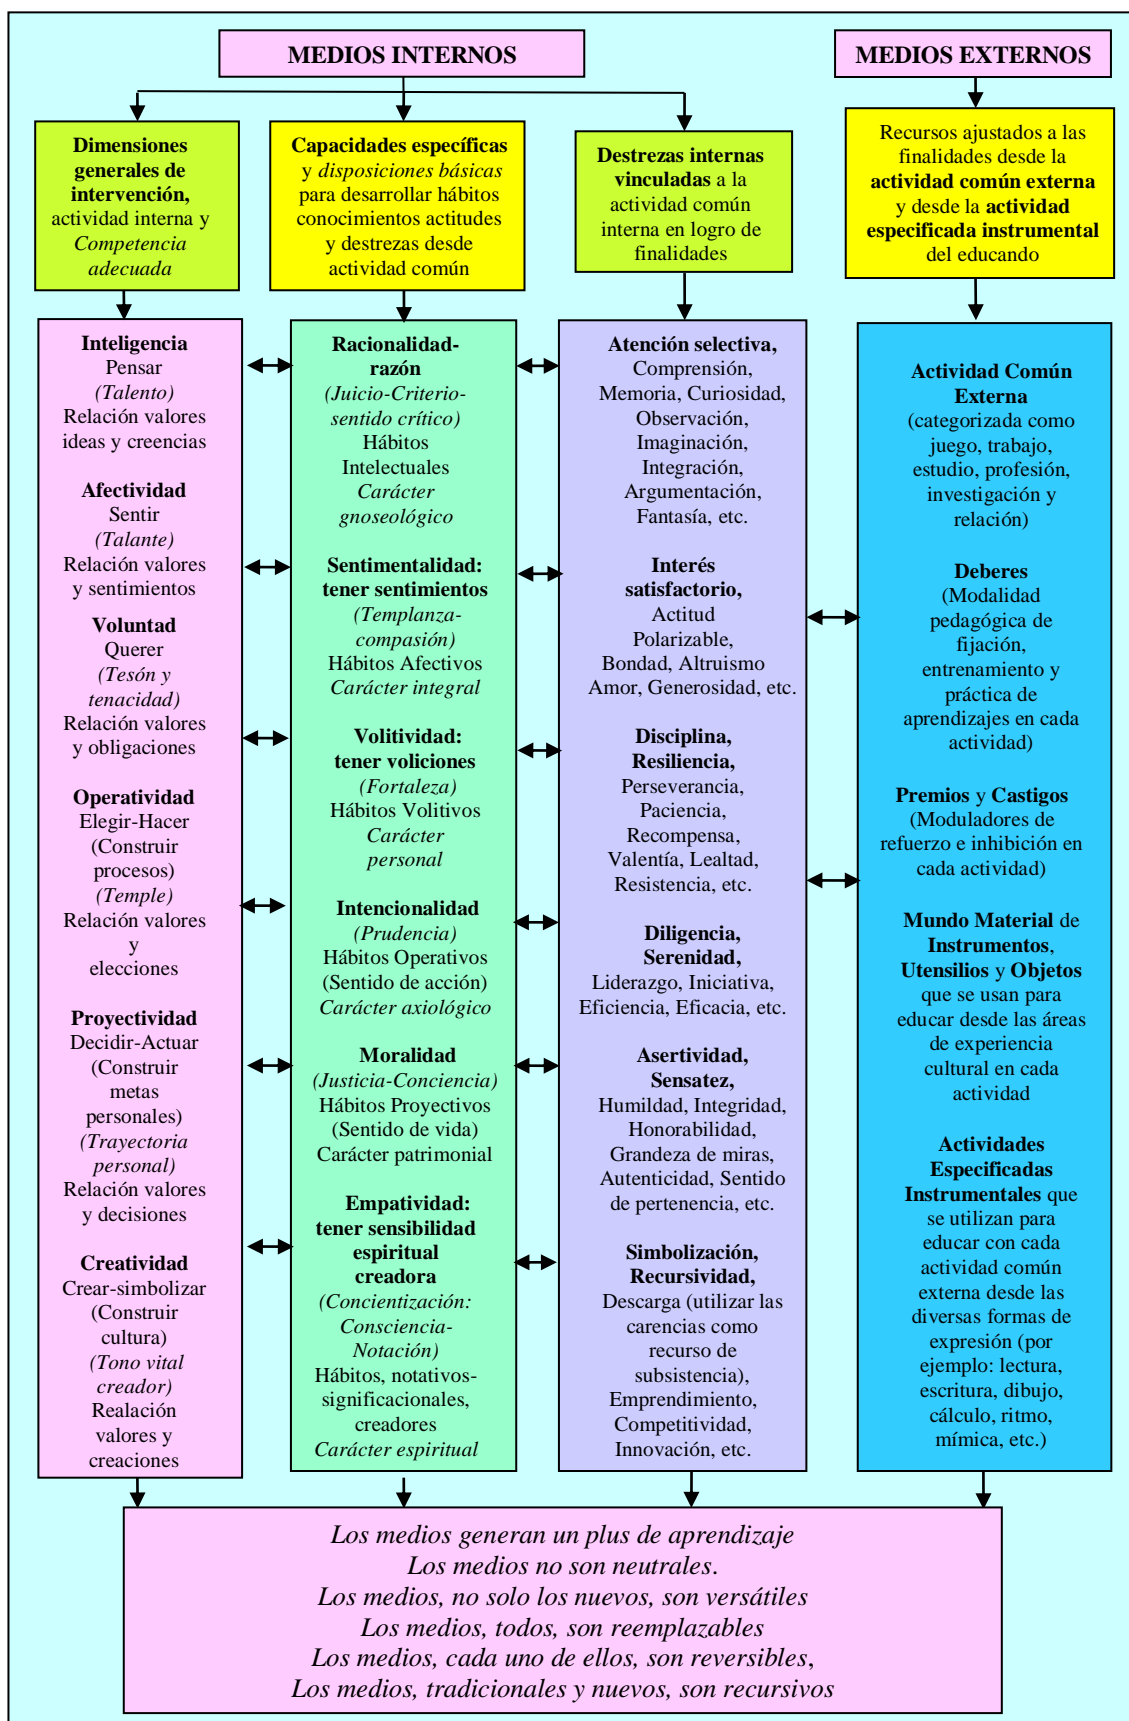 MEDIOS INTERNOS
MEDIOS EXTERNOS
Dimensiones
generales de
intervención,
actividad interna y
Competencia
adecuada
Capacidades específicas
y disposiciones básicas
para desarrollar hábitos
conocimientos actitudes
y destrezas desde
actividad común
Destrezas internas
vinculadas a la
actividad común
interna en logro de
finalidades
Recursos ajustados a las
finalidades desde la
actividad común externa
y desde la actividad
especificada instrumental
del educando
Inteligencia
Pensar
(Talento)
Relación valores
ideas y creencias
Afectividad
Sentir
(Talante)
Relación valores
y sentimientos
Voluntad
Querer
(Tesón y
tenacidad)
Relación valores
y obligaciones
Operatividad
Elegir-Hacer
(Construir
procesos)
(Temple)
Relación valores
y
elecciones
Proyectividad
Decidir-Actuar
(Construir
metas
personales)
(Trayectoria
personal)
Relación valores
y decisiones
Creatividad
Crear-simbolizar
(Construir
cultura)
(Tono vital
creador)
Realación
valores y
creaciones
Racionalidad-
razón
(Juicio-Criterio-
sentido crítico)
Hábitos
Intelectuales
Carácter
gnoseológico
Sentimentalidad:
tener sentimientos
(Templanza-
compasión)
Hábitos Afectivos
Carácter integral
Volitividad:
tener voliciones
(Fortaleza)
Hábitos Volitivos
Carácter
personal
Intencionalidad
(Prudencia)
Hábitos Operativos
(Sentido de acción)
Carácter axiológico
Moralidad
(Justicia-Conciencia)
Hábitos Proyectivos
(Sentido de vida)
Carácter patrimonial
Empatividad:
tener sensibilidad
espiritual
creadora
(Concientización:
Consciencia-
Notación)
Hábitos, notativos-
significacionales,
creadores
Carácter espiritual
Atención selectiva,
Comprensión,
Memoria, Curiosidad,
Observación,
Imaginación,
Integración,
Argumentación,
Fantasía, etc.
Interés
satisfactorio,
Actitud
Polarizable,
Bondad, Altruismo
Amor, Generosidad, etc.
Disciplina,
Resiliencia,
Perseverancia,
Paciencia,
Recompensa,
Valentía, Lealtad,
Resistencia, etc.
Diligencia,
Serenidad,
Liderazgo, Iniciativa,
Eficiencia, Eficacia, etc.
Asertividad,
Sensatez,
Humildad, Integridad,
Honorabilidad,
Grandeza de miras,
Autenticidad, Sentido
de pertenencia, etc.
Simbolización,
Recursividad,
Descarga (utilizar las
carencias como
recurso de
subsistencia),
Emprendimiento,
Competitividad,
Innovación, etc.
Actividad Común
Externa
(categorizada como
juego, trabajo,
estudio, profesión,
investigación y
relación)
Deberes
(Modalidad
pedagógica de
fijación,
entrenamiento y
práctica de
aprendizajes en cada
actividad)
Premios y Castigos
(Moduladores de
refuerzo e inhibición en
cada actividad)
Mundo Material de
Instrumentos,
Utensilios y Objetos
que se usan para
educar desde las áreas
de experiencia
cultural en cada
actividad
Actividades
Especificadas
Instrumentales que
se utilizan para
educar con cada
actividad común
externa desde las
diversas formas de
expresión (por
ejemplo: lectura,
escritura, dibujo,
cálculo, ritmo,
mímica, etc.)
Los medios generan un plus de aprendizaje
Los medios no son neutrales.
Los medios, no solo los nuevos, son versátiles
Los medios, todos, son reemplazables
Los medios, cada uno de ellos, son reversibles,
Los medios, tradicionales y nuevos, son recursivos